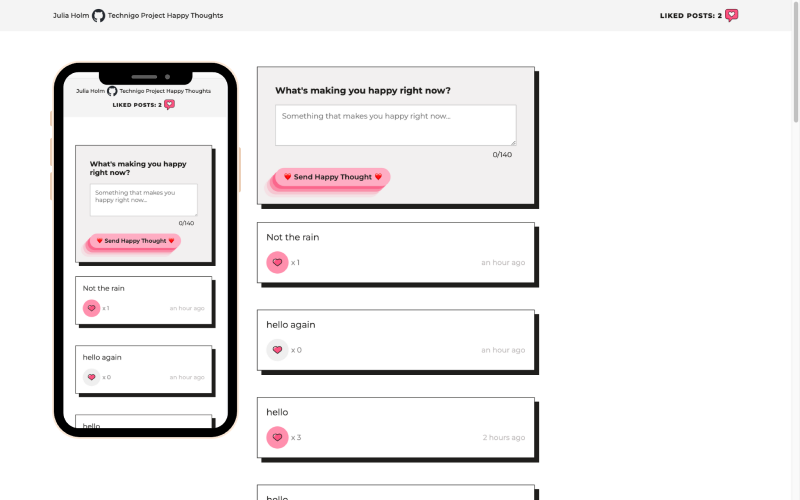 Julia Holm Technigo Project Happy Thoughts
LIKED POSTS: 2
Julia Holm Technigo Project Happy Thoughts
LIKED POSTS: 2
What's making you happy
right now?
Something that makes you
happy right now...
0/140
Send Happy Thought
Not the rain
x 1
an hour ago
hello again
x 0
an hour ago
hello
What's making you happy right now?
Something that makes you happy right now...
0/140
Send Happy Thought
Not the rain
x 1
an hour ago
hello again
x 0
an hour ago
hello
x 3
2 hours ago
hello